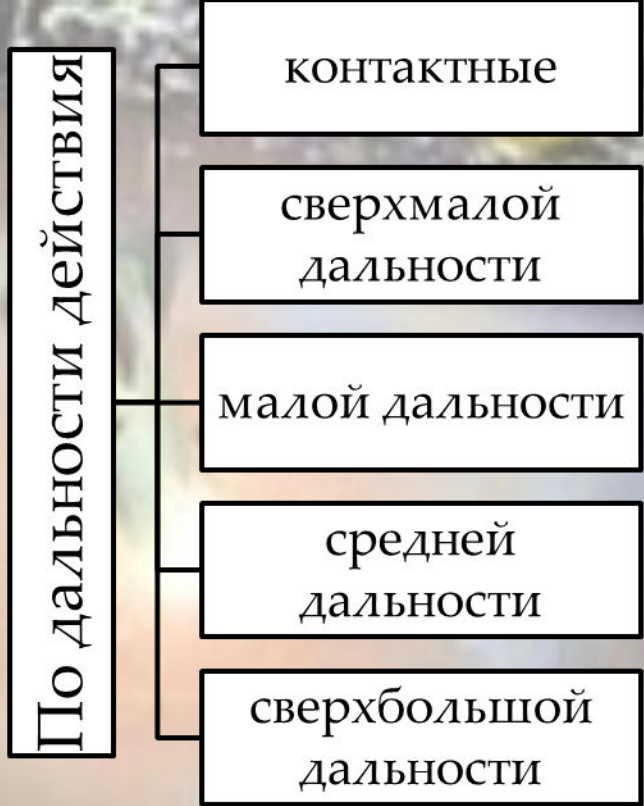 По дальности действия
контактные
сверхмалой
дальности
малой дальности
средней
дальности
сверхбольшой
дальности